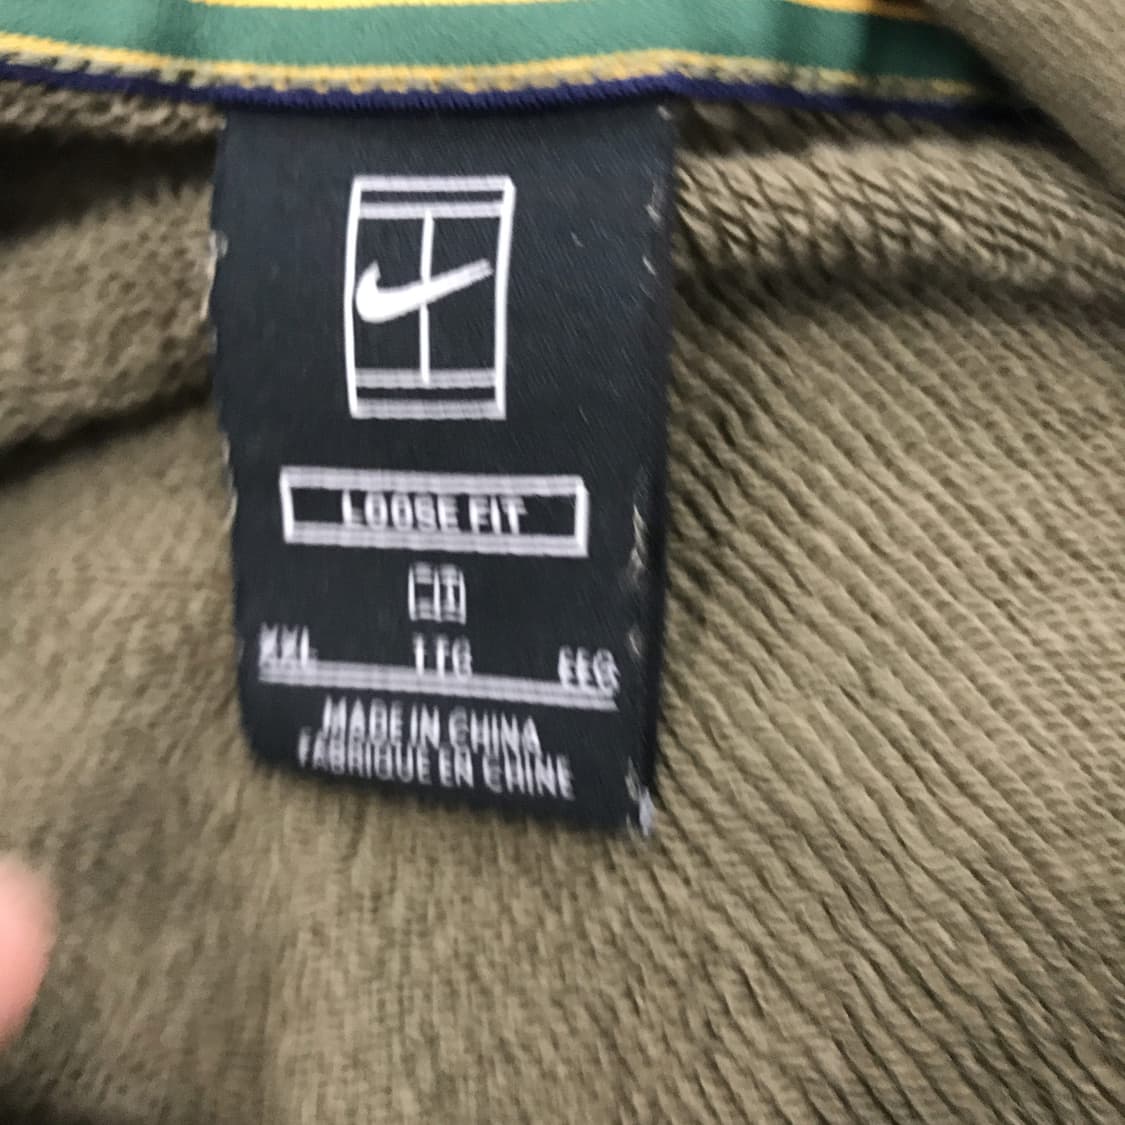 LOOSE FIT
XXL TTG EEG
MADE IN CHINA
FABRIQUE EN CHINE